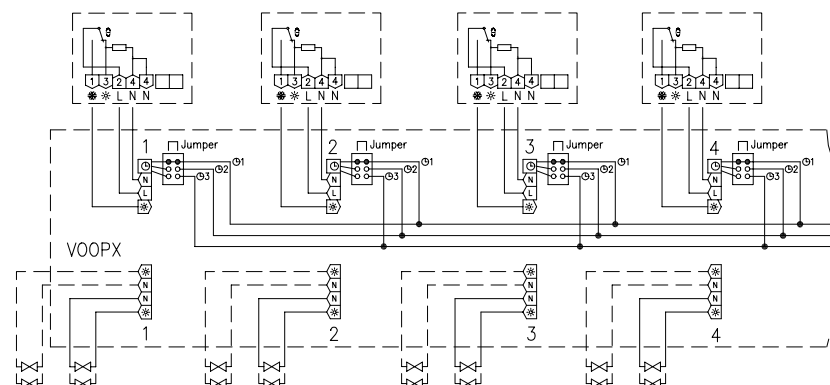 1 3 2 4 4 1 3 2 4 4 1 3 2 4 4 1 3 2 4 4
L N N L N N L N N L N N
1 Jumper 2 Jumper 3 Jumper 4 Jumper
1 1 1 1
N 2 N 2 N 2 N 2
L 3 L 3 L 3 L 3
VOOPX
N N N N
N N N N
1 2 3 4